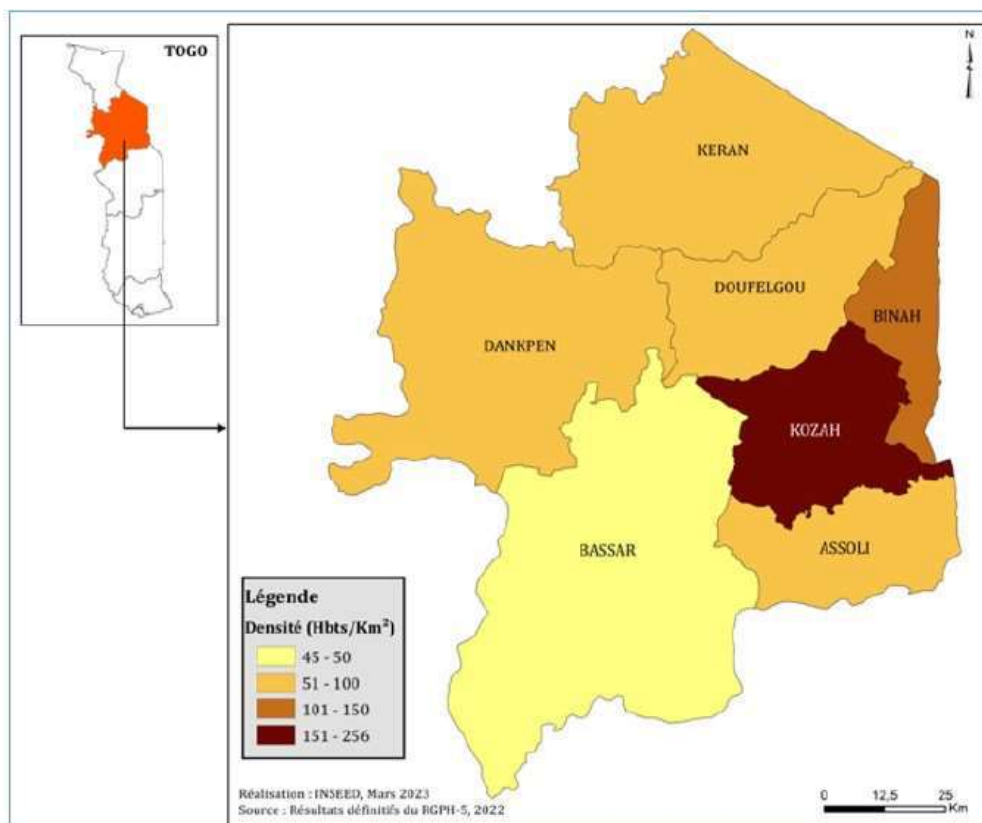 TOGO
N
KERAN
DOUFELGOU
BINAH
DANKPEN
KOZAH
BASSAR
ASSOLI
Légende
Densité (Hbts/Km²)
45 - 50
51 - 100
101 - 150
151 - 256
Réalisation : INSEED, Mars 2023
Source : Résultats définitifs du RGPH-5, 2022
0 12,5 25
Km